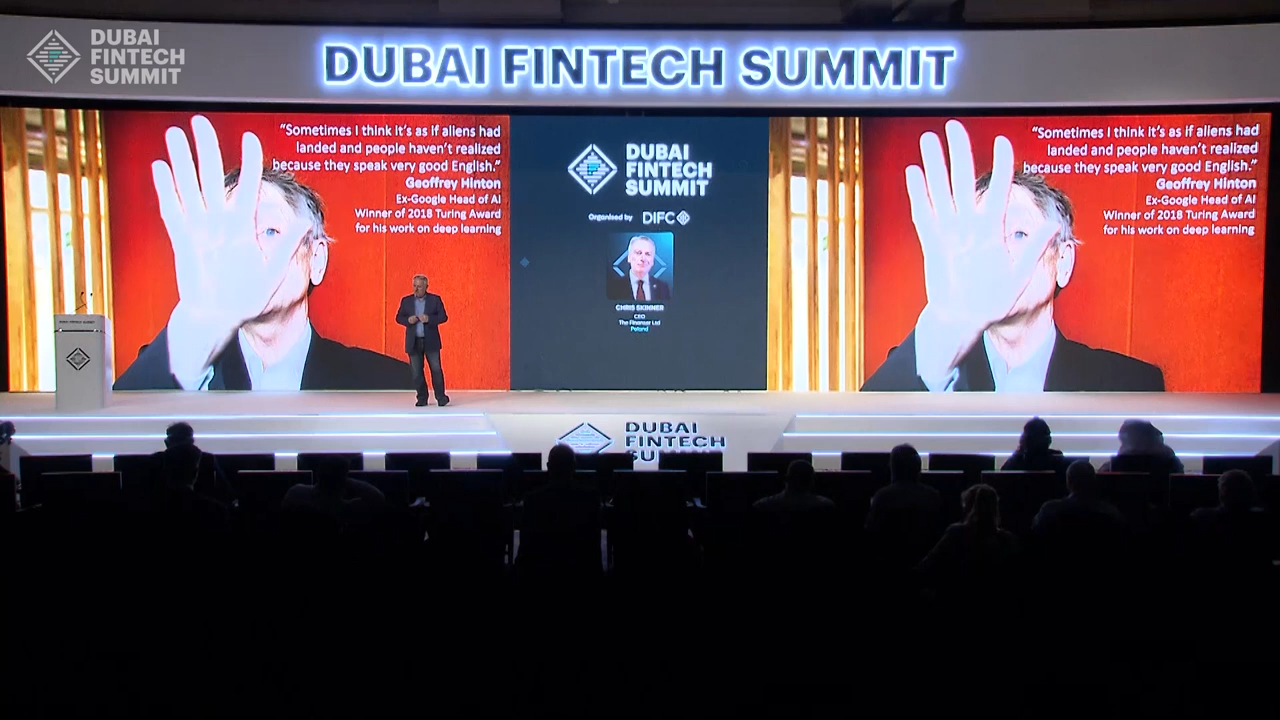 DUBAI
FINTECH
SUMMIT
DUBAI FINTECH SUMMIT
“Sometimes I think it’s as if aliens had
landed and people haven’t realized
because they speak very good English.”
Geoffrey Hinton
Ex-Google Head of AI
Winner of 2018 Turing Award
for his work on deep learning
DUBAI
FINTECH
SUMMIT
Organised by DIFC
CHRIS SKINNER
CEO
The Finanser Ltd
Poland
“Sometimes I think it’s as if aliens had
landed and people haven’t realized
because they speak very good English.”
Geoffrey Hinton
Ex-Google Head of AI
Winner of 2018 Turing Award
for his work on deep learning
DUBAI FINTECH SUMMIT
DUBAI
FINTECH
SUMMIT